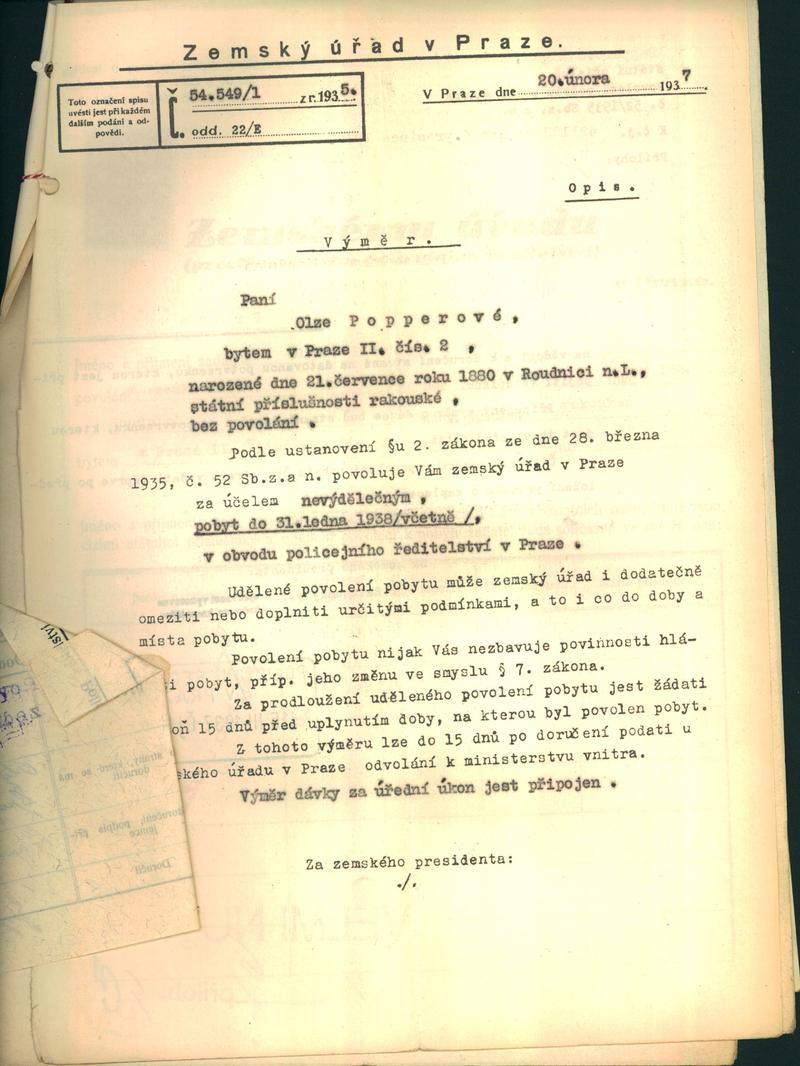 Zemský úřad v Praze.
Toto označení spisu
uvésti jest při každém
dalším podání a od-
povědi.
Č. 54.549/1 z r. 1935.
odd. 22/E
V Praze dne 20.února 1937
Opis.
Výměr.
Paní
Olze Popperové,
bytem v Praze II. čís. 2 ,
narozené dne 21.července roku 1880 v Roudnici n.L.,
státní příslušnosti rakouské ,
bez povolání .
Podle ustanovení §u 2. zákona ze dne 28. března
1935, č. 52 Sb.z.a n. povoluje Vám zemský úřad v Praze
za účelem nevýdělečným ,
pobyt do 31.ledna 1938/včetně /,
v obvodu policejního ředitelství v Praze .
Udělené povolení pobytu může zemský úřad i dodatečně
omeziti nebo doplniti určitými podmínkami, a to i co do doby a
místa pobytu.
Povolení pobytu nijak Vás nezbavuje povinnosti hlá-
i pobyt, příp. jeho změnu ve smyslu § 7. zákona.
Za prodloužení uděleného povolení pobytu jest žádati
oň 15 dnů před uplynutím doby, na kterou byl povolen pobyt.
Z tohoto výměru lze do 15 dnů po doručení podati u
ského úřadu v Praze odvolání k ministerstvu vnitra.
Výměr dávky za úřední úkon jest připojen .
Za zemského presidenta:
./.